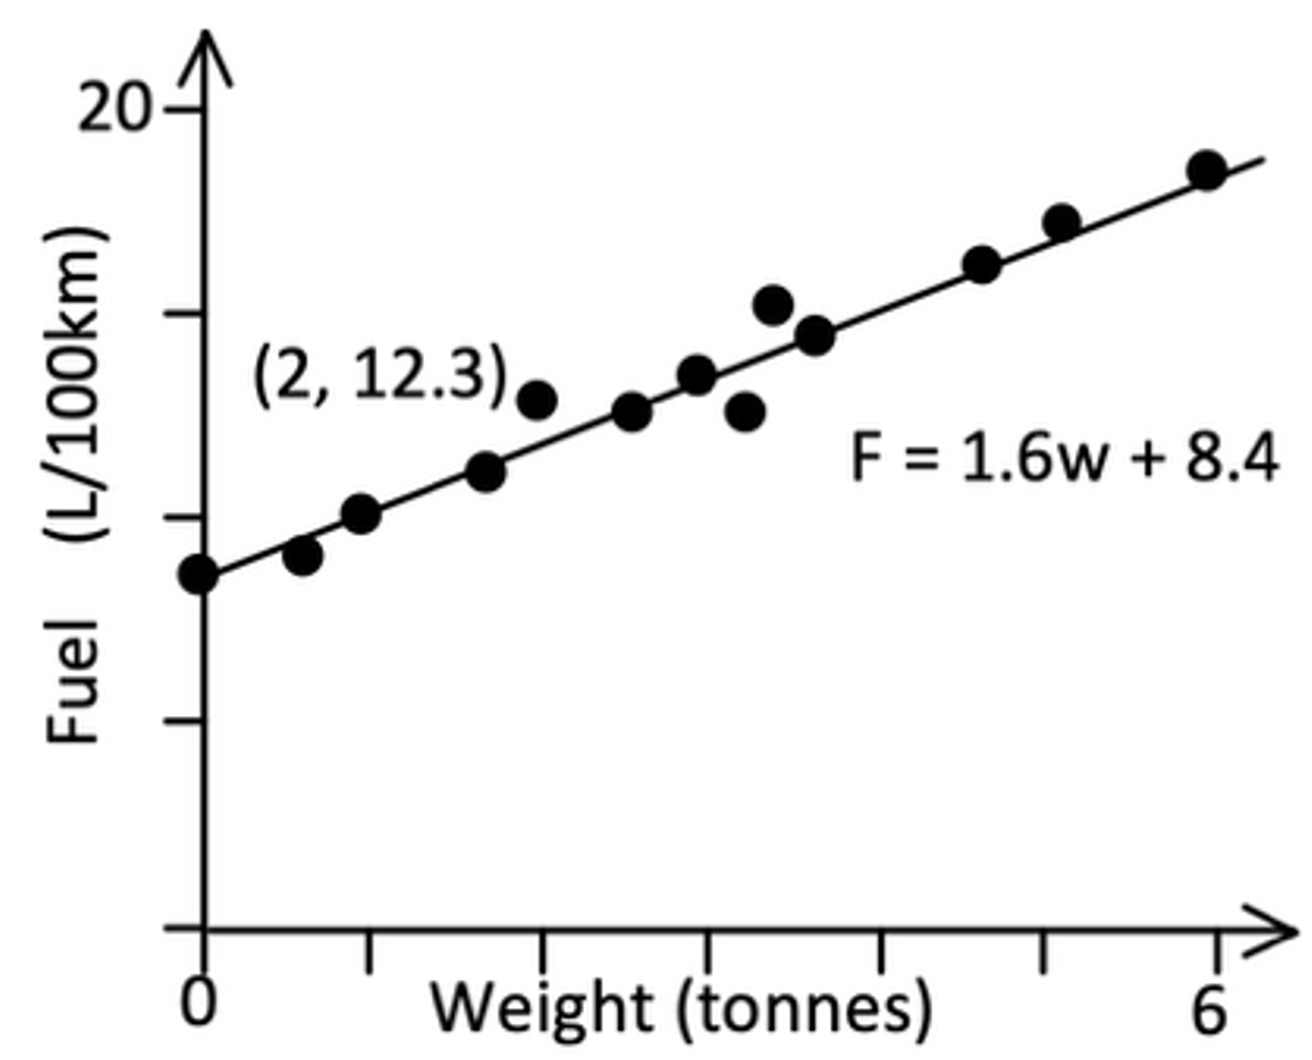 20
Fuel (L/100km)
(2, 12.3)
F = 1.6w + 8.4
0
Weight (tonnes)
6